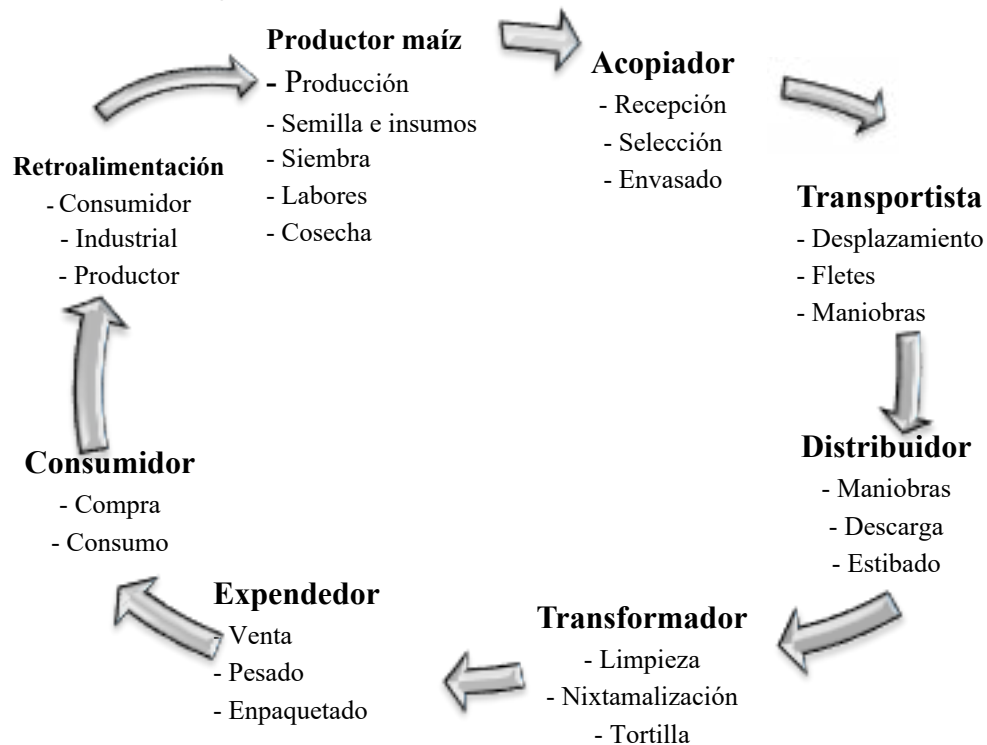 Productor maíz
- Producción
- Semilla e insumos
- Siembra
- Labores
- Cosecha
Acopiador
- Recepción
- Selección
- Envasado
Transportista
- Desplazamiento
- Fletes
- Maniobras
Distribuidor
- Maniobras
- Descarga
- Estibado
Transformador
- Limpieza
- Nixtamalización
- Tortilla
Expendedor
- Venta
- Pesado
- Enpaquetado
Consumidor
- Compra
- Consumo
Retroalimentación
- Consumidor
- Industrial
- Productor